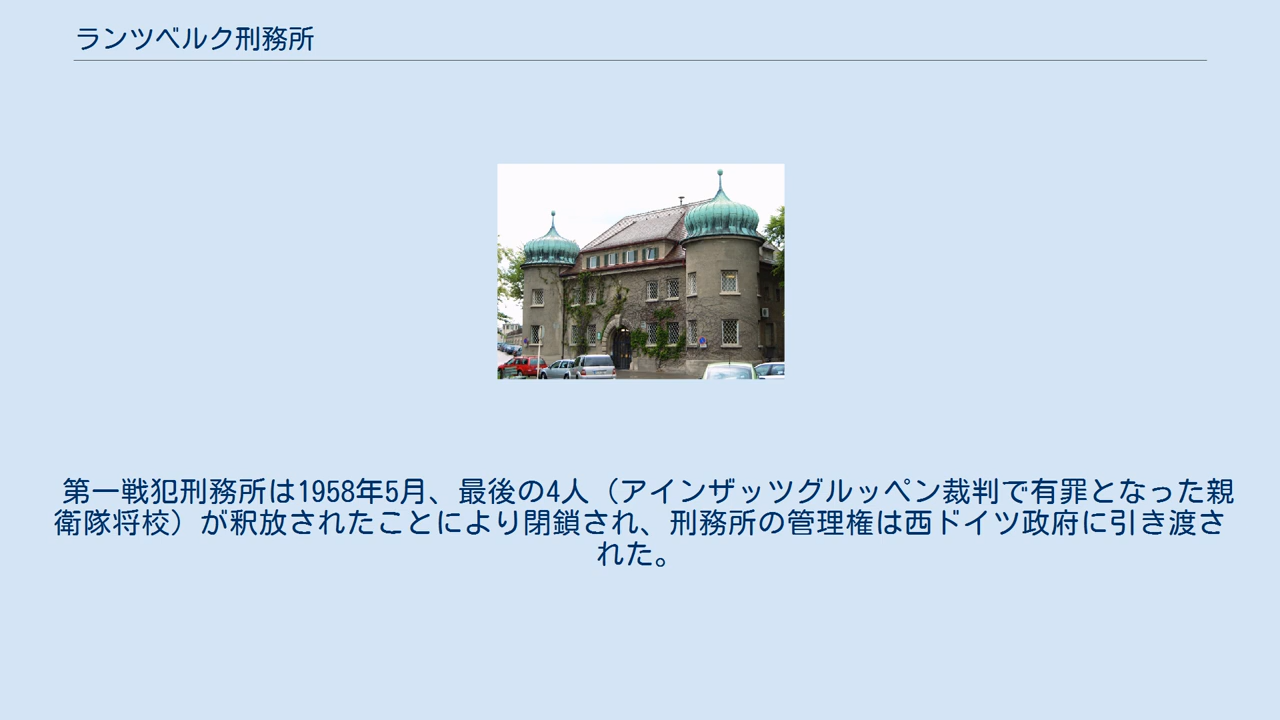 ランツベルク刑務所
第一戦犯刑務所は1958年5月、最後の4人（アインザッツグルッペン裁判で有罪となった親
衛隊将校）が釈放されたことにより閉鎖され、刑務所の管理権は西ドイツ政府に引き渡さ
れた。